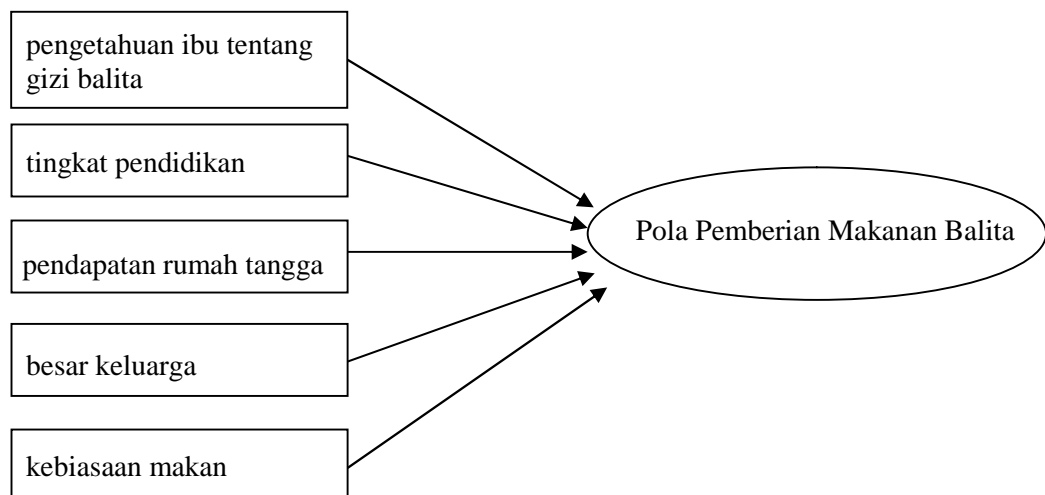 pengetahuan ibu tentang
gizi balita
tingkat pendidikan
pendapatan rumah tangga
besar keluarga
kebiasaan makan
Pola Pemberian Makanan Balita